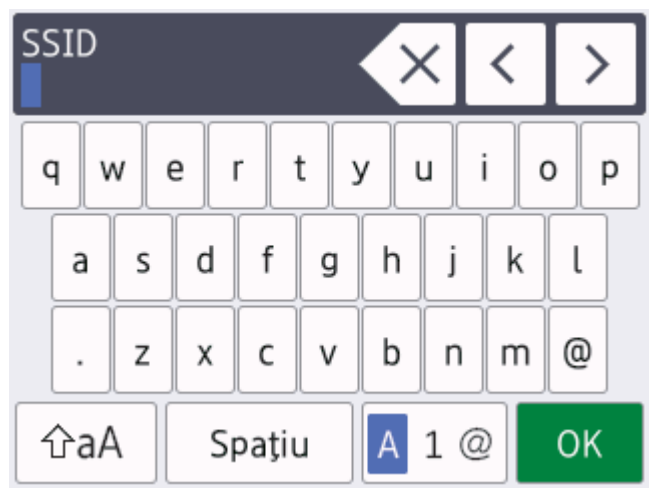 SSID
q w e r t y u i o p
a s d f g h j k l
. z x c v b n m @
aA Spațiu A 1 @ OK